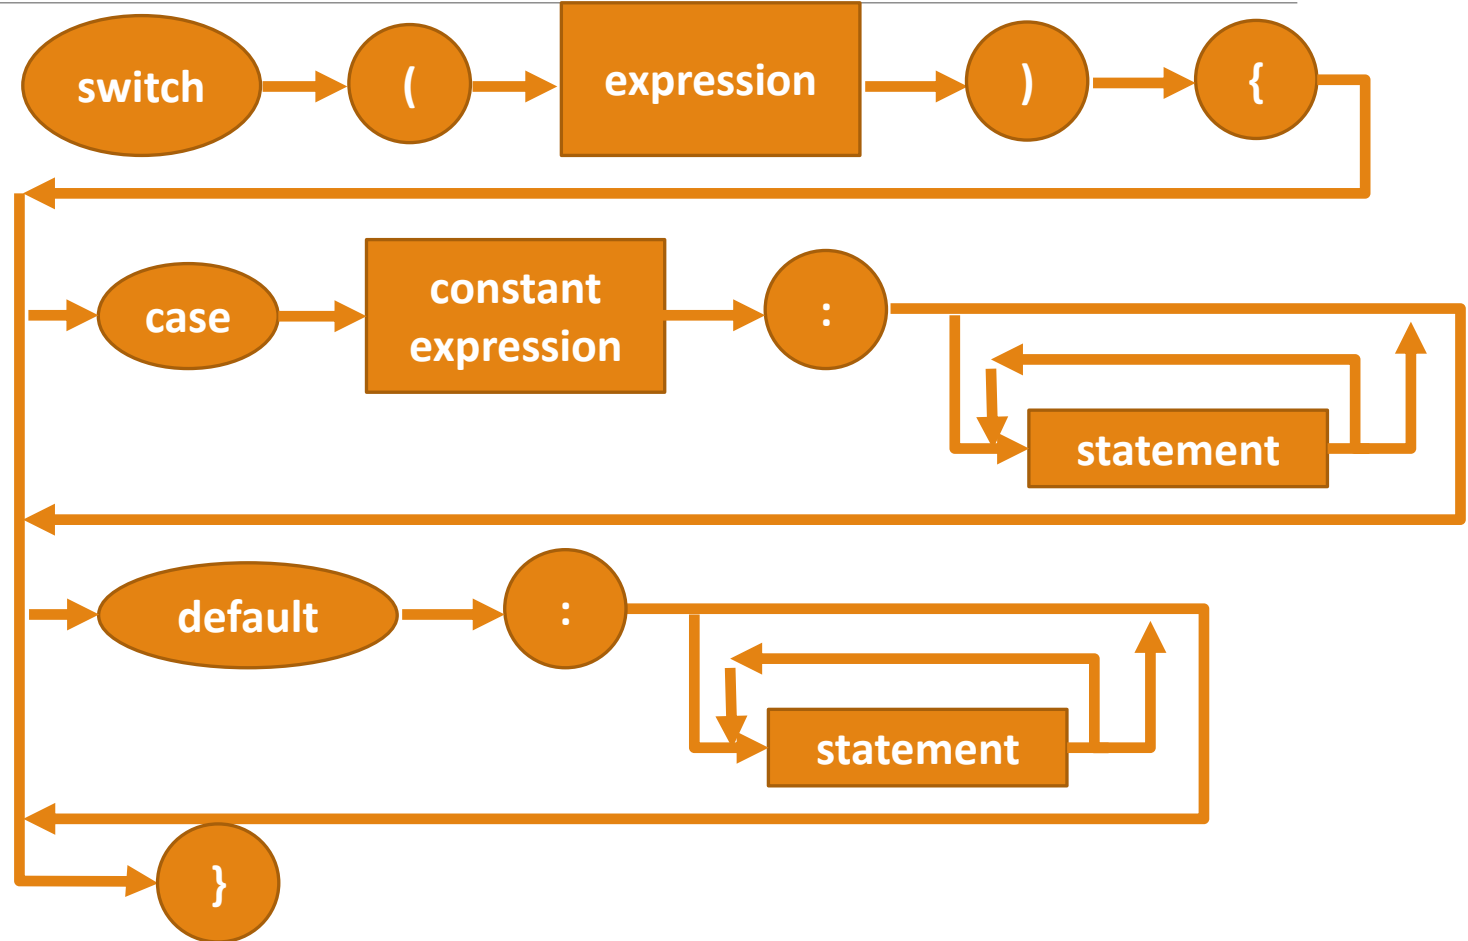 switch ( expression ) {
case constant expression :
statement
default :
statement
}